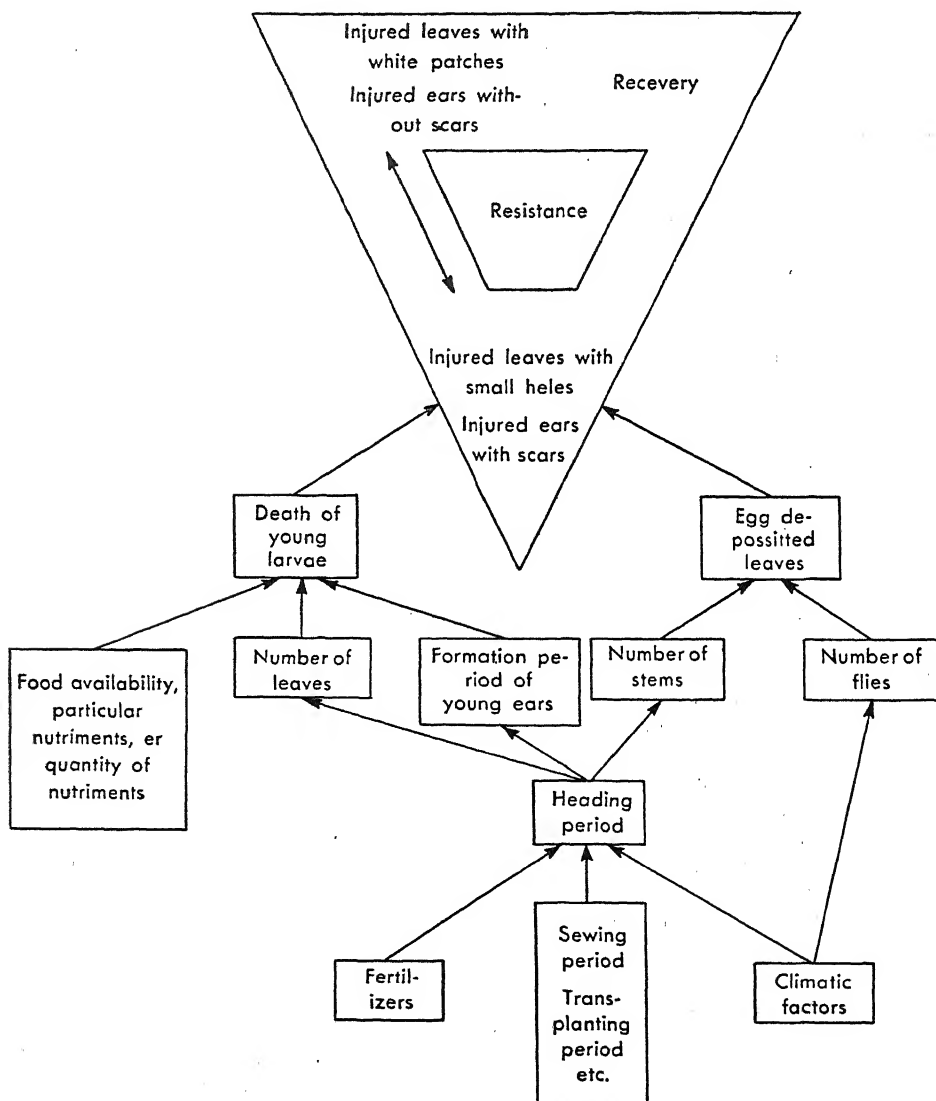 Injured leaves with
white patches
Injured ears with-
out scars
Recevery
Resistance
Injured leaves with
small heles
Injured ears
with scars
Death of
young
larvae
Egg de-
possitted
leaves
Food availability,
particular
nutriments, er
quantity of
nutriments
Number of
leaves
Formation pe-
riod of
young ears
Number of
stems
Number of
flies
Heading
period
Fertil-
izers
Sewing
period
Trans-
planting
period
etc.
Climatic
factors